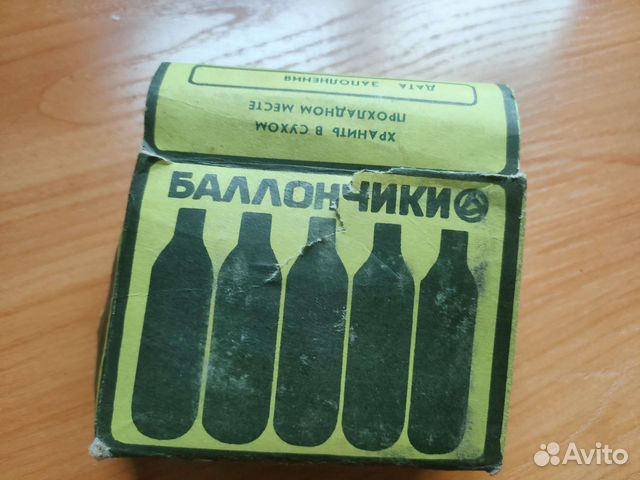 ДАТА ЗАПОЛНЕНИЯ
ХРАНИТЬ В СУХОМ
ПРОХЛАДНОМ МЕСТЕ
БАЛЛОНЧИКИ
Avito